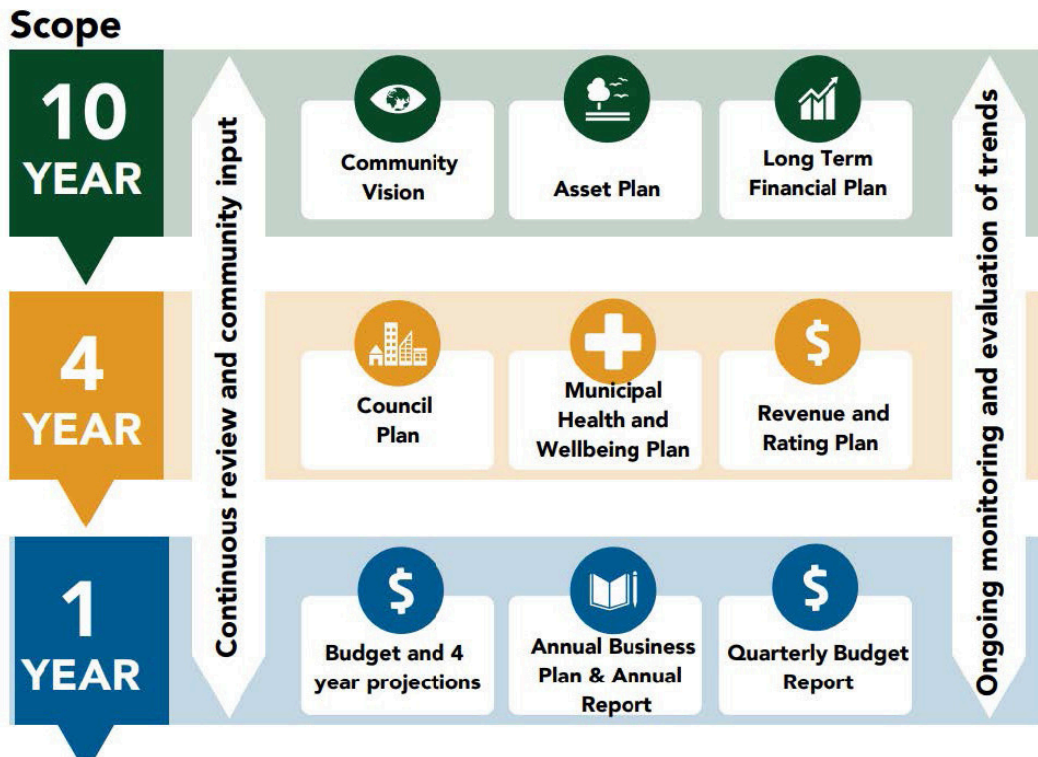 Scope
10
YEAR
Continuous review and community input
Community
Vision
Asset Plan
Long Term
Financial Plan
Ongoing monitoring and evaluation of trends
4
YEAR
Council
Plan
Municipal
Health and
Wellbeing Plan
$
Revenue and
Rating Plan
1
YEAR
$
Budget and 4
year projections
Annual Business
Plan & Annual
Report
$
Quarterly Budget
Report